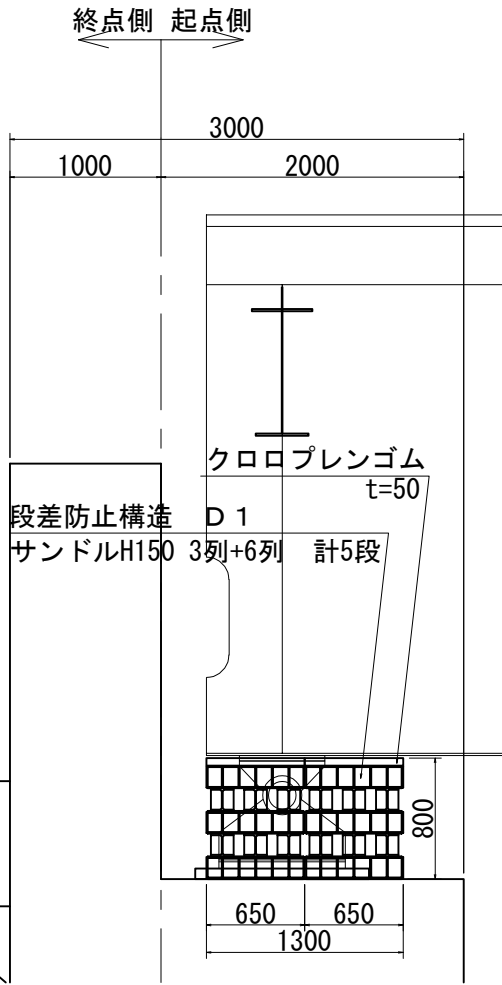 終点側 起点側
3000
1000 2000
クロロプレンゴム
t=50
段差防止構造 Ｄ１
サンドルH150 3列+6列 計5段
800
650 650
1300